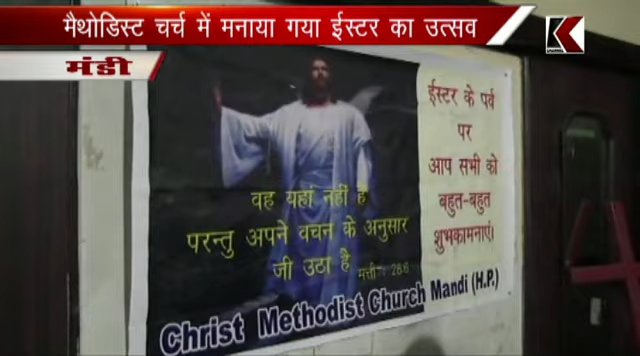 मैथोडिस्ट चर्च में मनाया गया ईस्टर का उत्सव
मंडी
K
वह यहां नहीं ह
परन्तु अपने वचन के अनुसार
जी उठा है
मत्ती : 28:6
ईस्टर के पर्व
पर
आप सभी को
बहुत-बहुत
शुभकामनाएं।
Christ Methodist Church Mandi (H.P.)